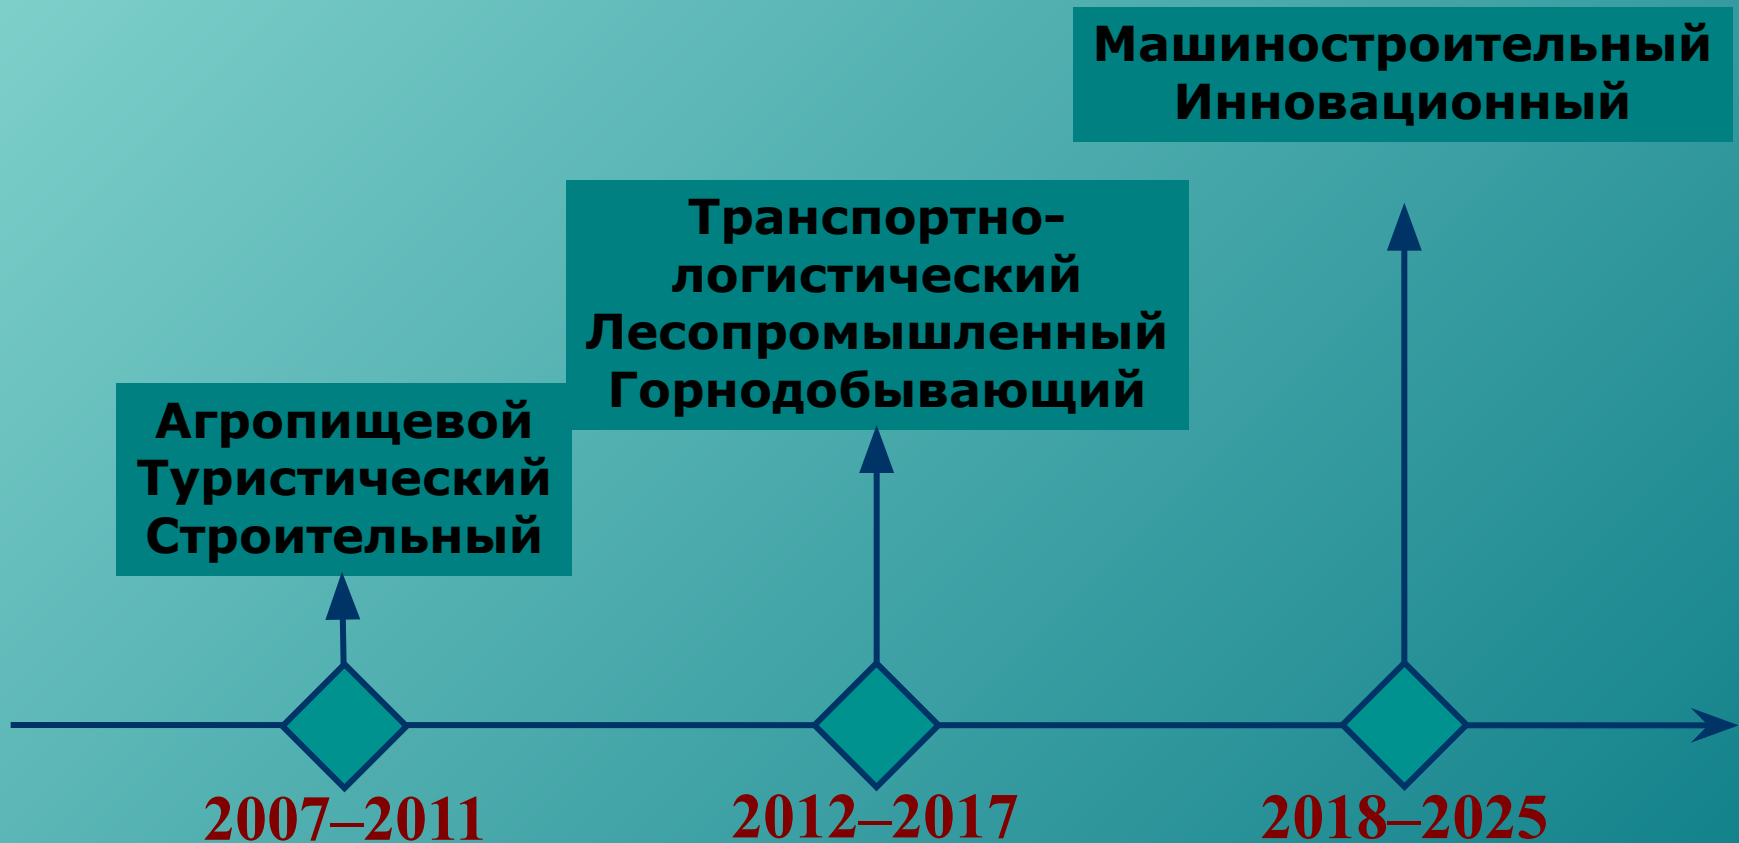 Машиностроительный
Инновационный
Транспортно-
логистический
Лесопромышленный
Горнодобывающий
Агропищевой
Туристический
Строительный
2007–2011
2012–2017
2018–2025